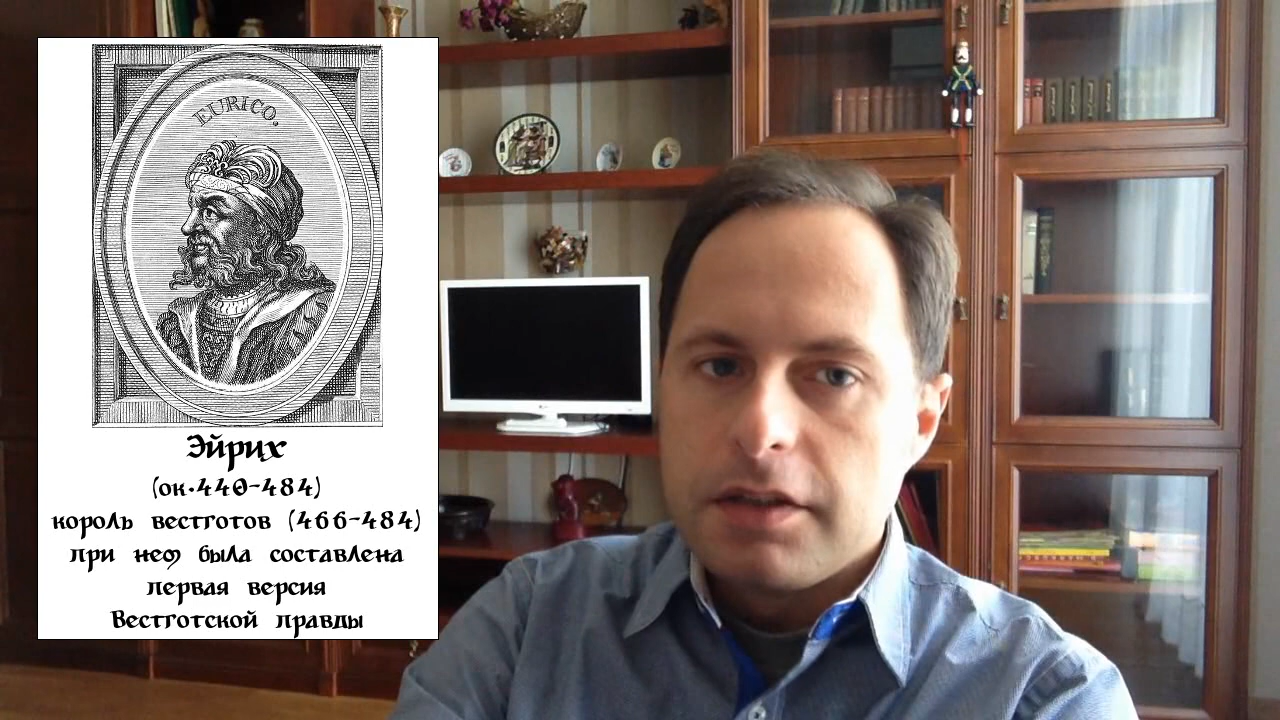 EURICO.
Эйрих
(ок.440-484)
король вестготов (466-484)
при нем была составлена
первая версия
Вестготской правды